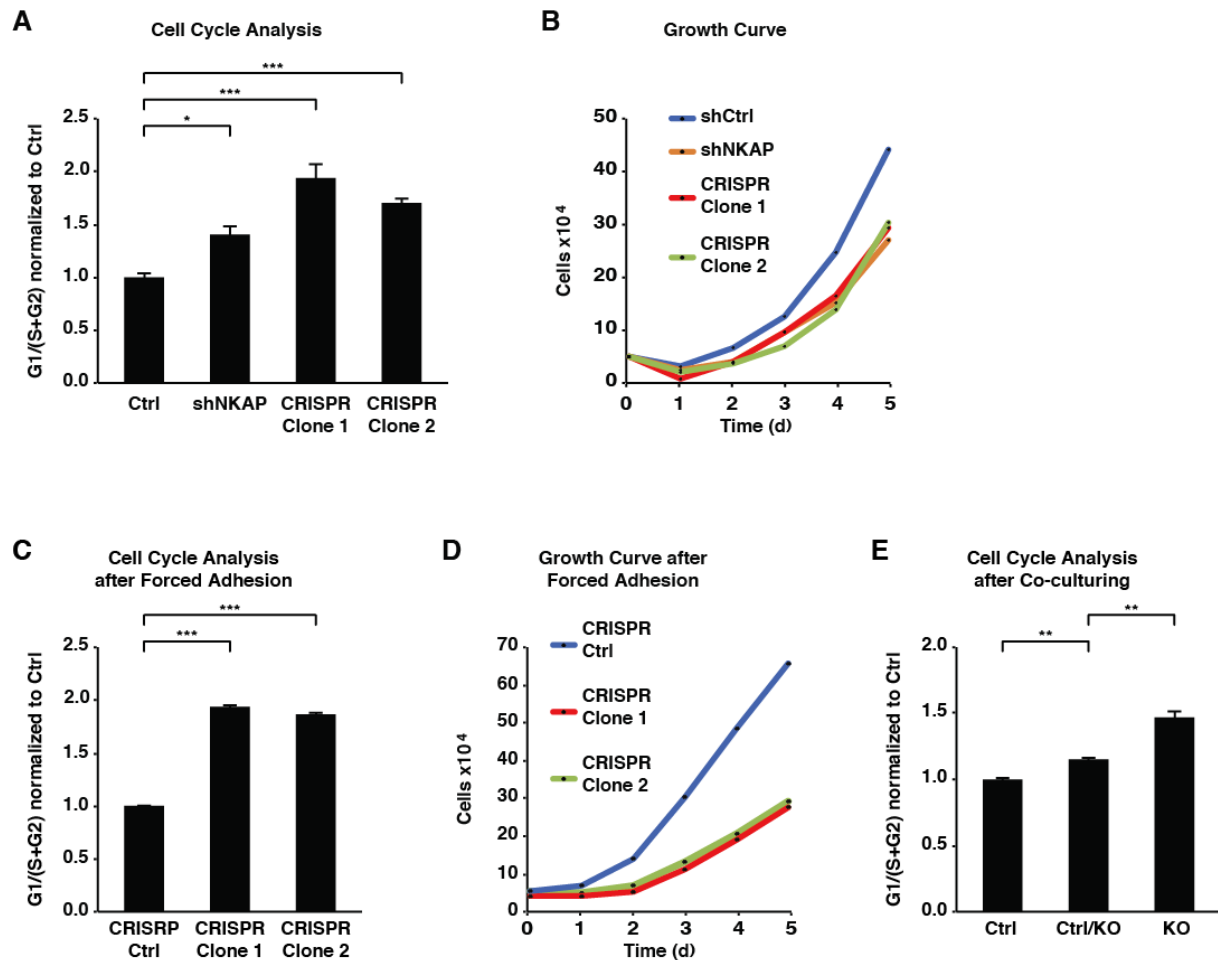 A
Cell Cycle Analysis
***
***
*
G1/(S+G2) normalized to Ctrl
2.5
2.0
1.5
1.0
0.5
0.0
Ctrl
shNKAP
CRISPR
Clone 1
CRISPR
Clone 2
B
Growth Curve
Cells x10⁴
50
40
30
20
10
0
shCtrl
shNKAP
CRISPR
Clone 1
CRISPR
Clone 2
0 1 2 3 4 5
Time (d)
C
Cell Cycle Analysis
after Forced Adhesion
***
***
G1/(S+G2) normalized to Ctrl
2.5
2.0
1.5
1.0
0.5
0.0
CRISRP
Ctrl
CRISPR
Clone 1
CRISPR
Clone 2
D
Growth Curve after
Forced Adhesion
Cells x10⁴
70
60
50
40
30
20
10
0
CRISPR
Ctrl
CRISPR
Clone 1
CRISPR
Clone 2
0 1 2 3 4 5
Time (d)
E
Cell Cycle Analysis
after Co-culturing
**
**
G1/(S+G2) normalized to Ctrl
2.0
1.5
1.0
0.5
0.0
Ctrl
Ctrl/KO
KO